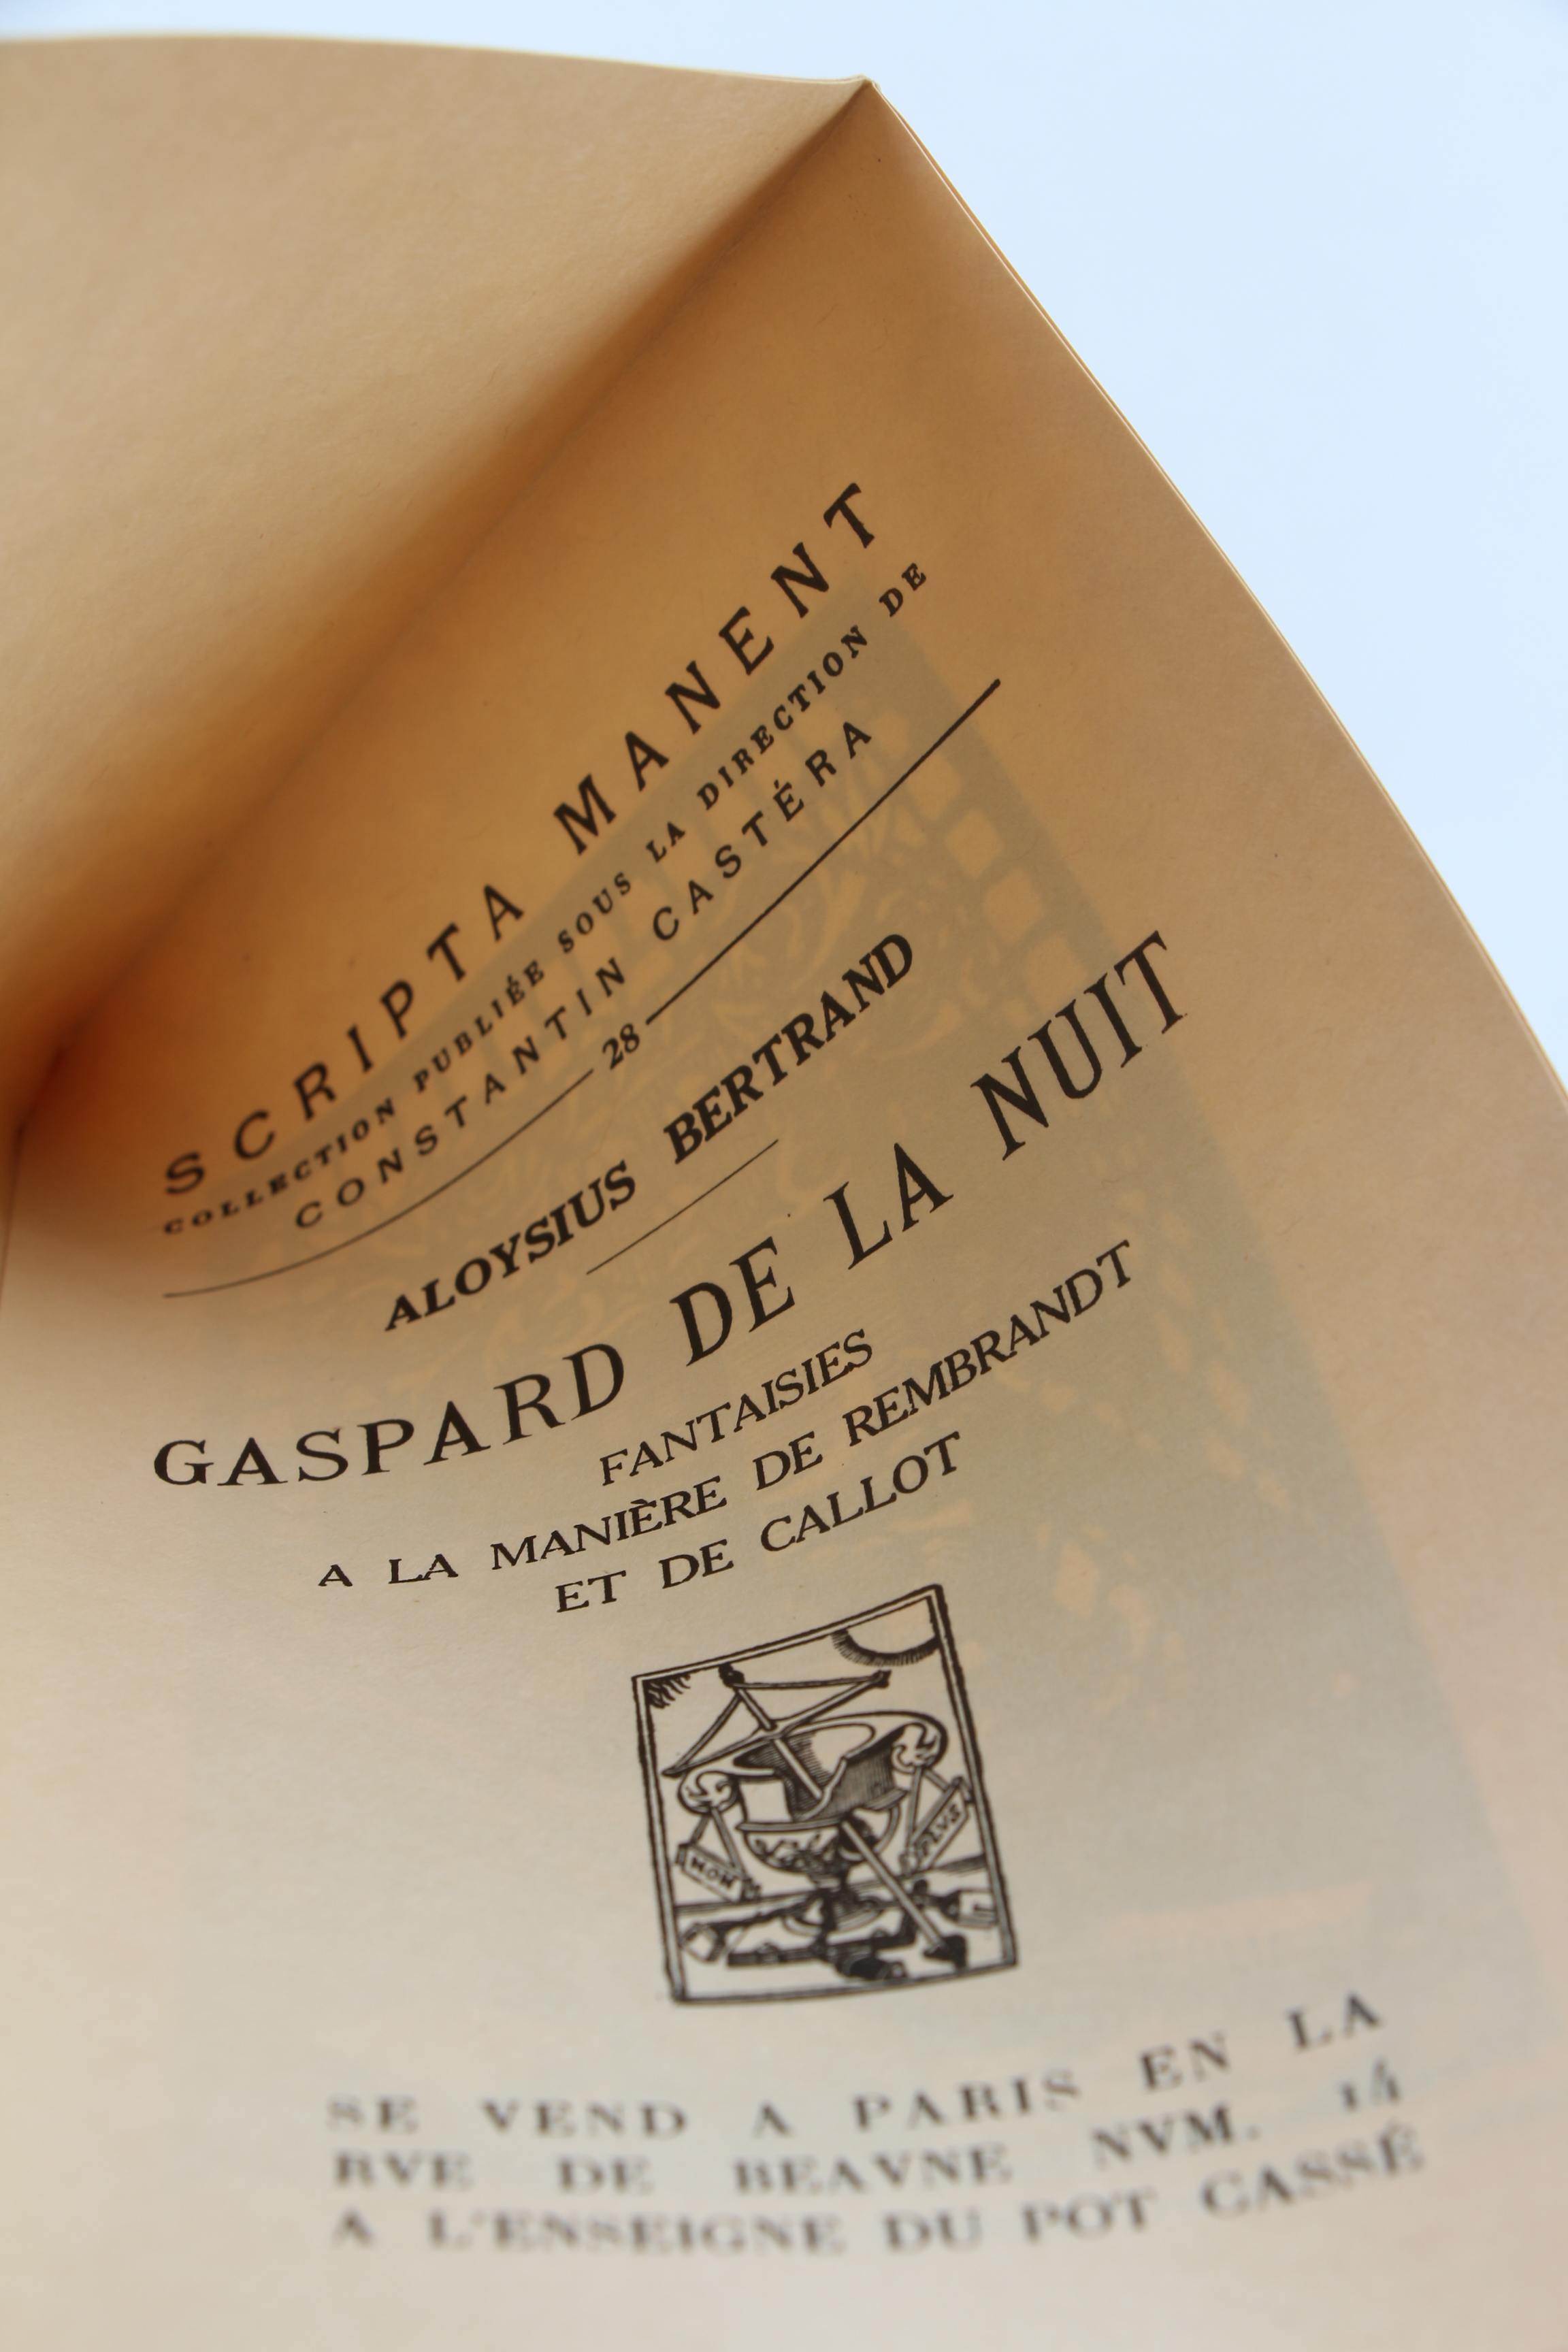 SCRIPTA MANENT
COLLECTION PUBLIÉE SOUS LA DIRECTION DE
CONSTANTIN CASTÉRA
28
ALOYSIUS BERTRAND
GASPARD DE LA NUIT
FANTAISIES
A LA MANIÈRE DE REMBRANDT
ET DE CALLOT
NON PLVS
SE VEND A PARIS EN LA
RVE DE BEAVNE NVM. 14
A L'ENSEIGNE DU POT CASSÉ